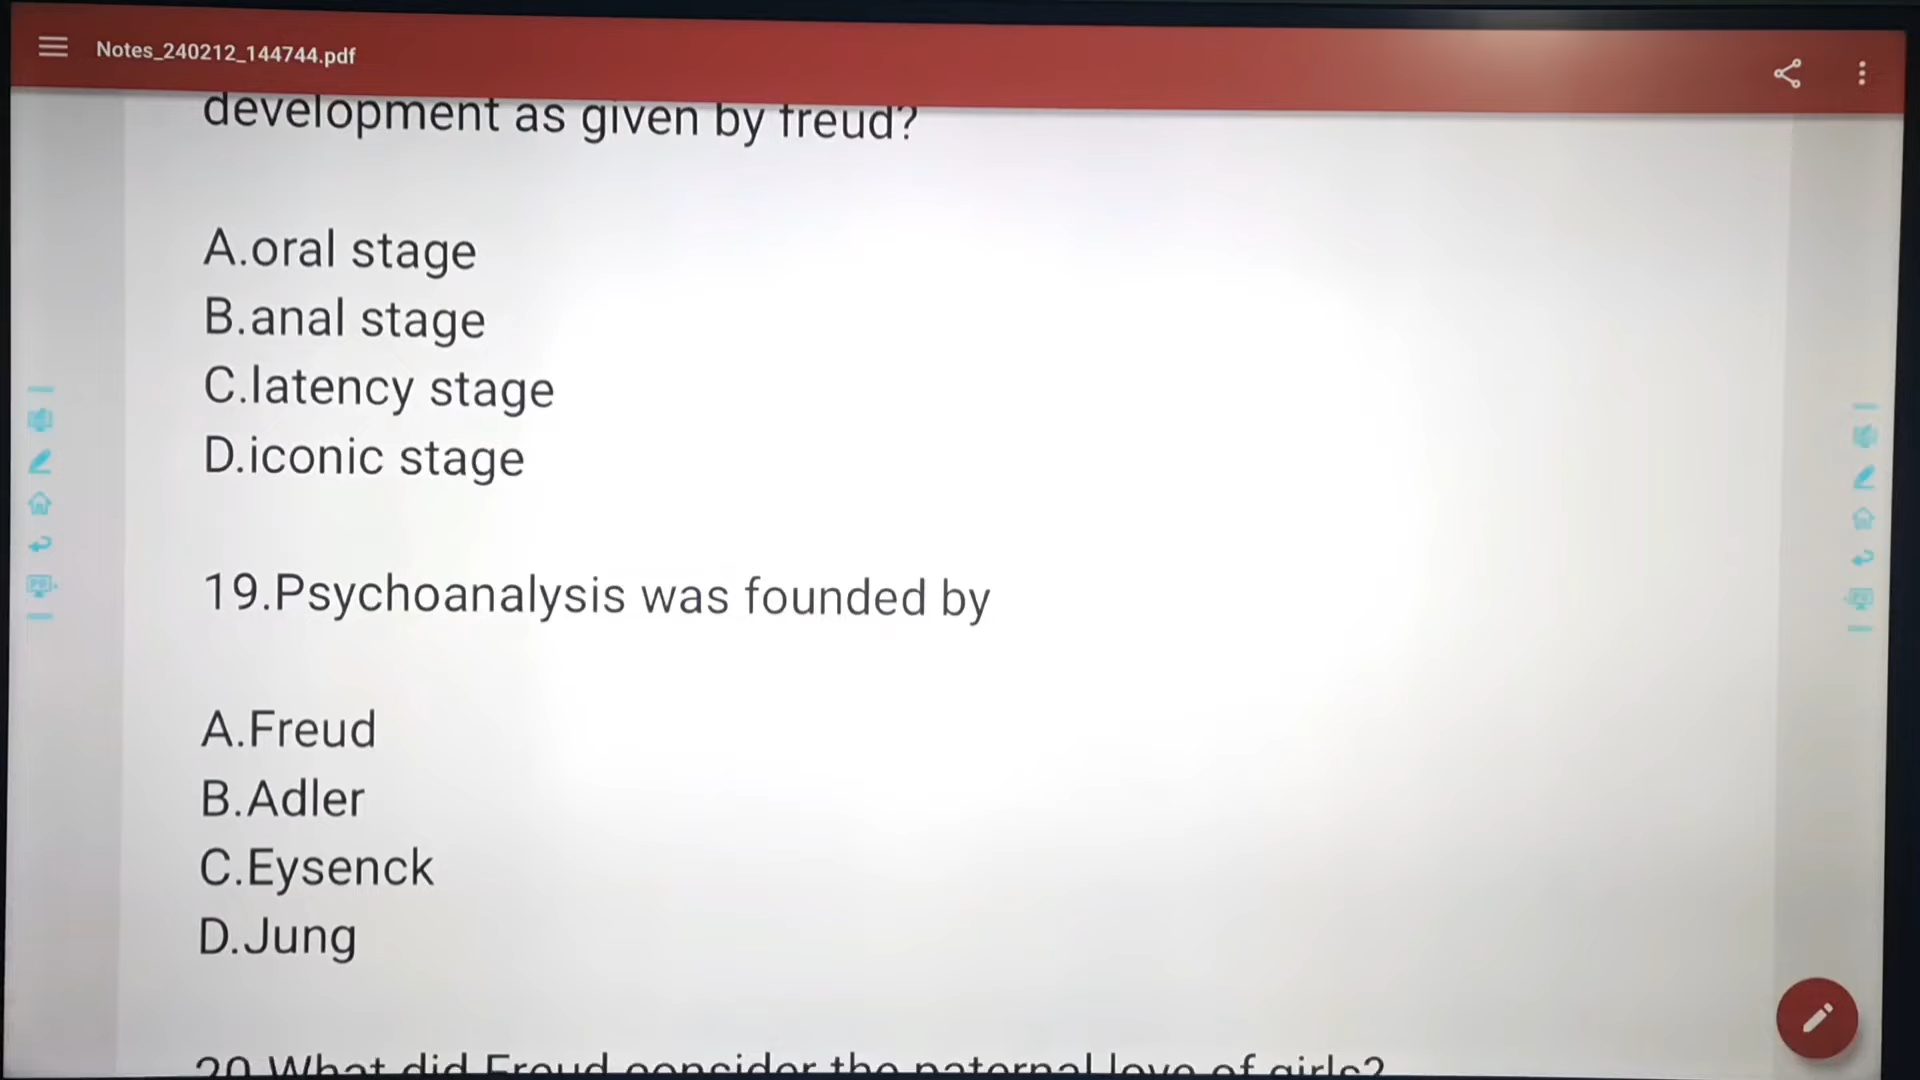 Notes_240212_144744.pdf
development as given by freud?
A.oral stage
B.anal stage
C.latency stage
D.iconic stage
19.Psychoanalysis was founded by
A.Freud
B.Adler
C.Eysenck
D.Jung
20.What did Freud consider the paternal love of girls?